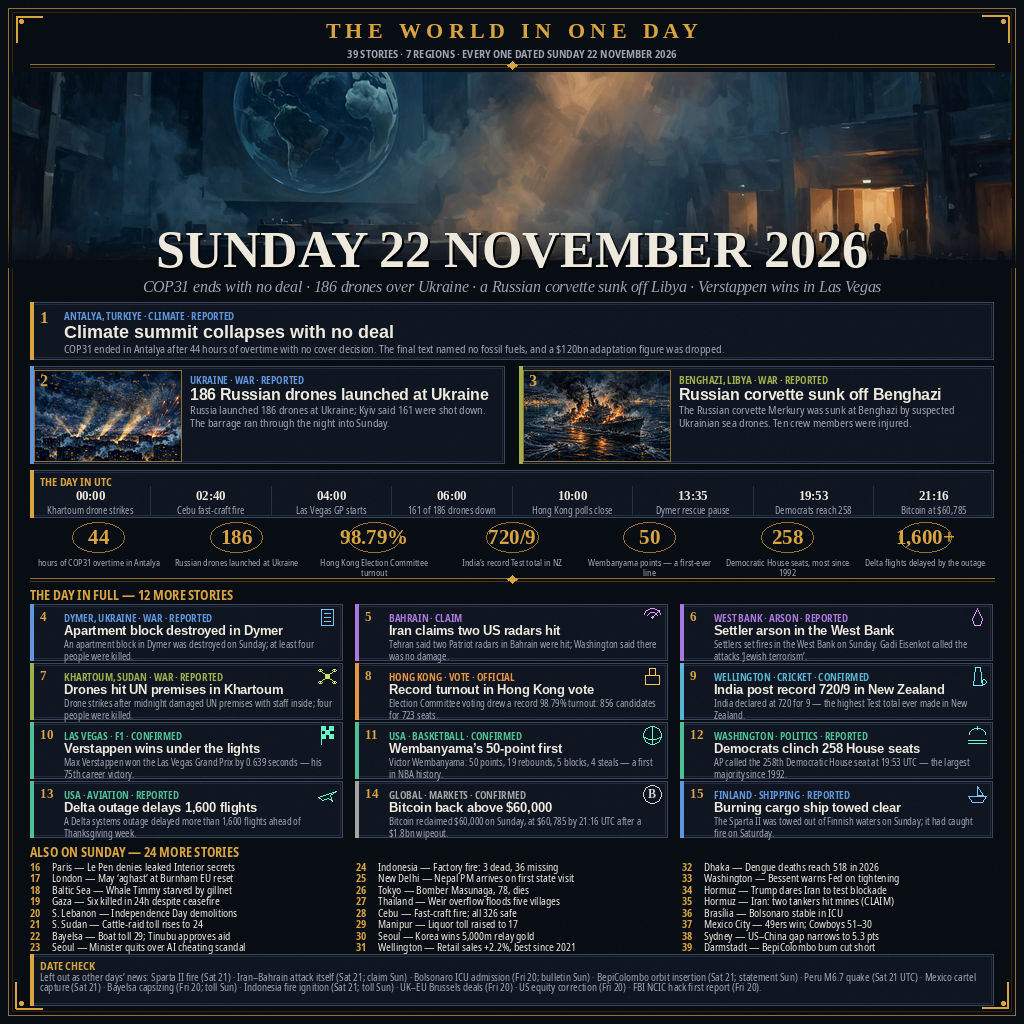 THE WORLD IN ONE DAY
39 STORIES · 7 REGIONS · EVERY ONE DATED SUNDAY 22 NOVEMBER 2026
SUNDAY 22 NOVEMBER 2026
COP31 ends with no deal · 186 drones over Ukraine · a Russian corvette sunk off Libya · Verstappen wins in Las Vegas
1
ANTALYA, TURKIYE · CLIMATE · REPORTED
Climate summit collapses with no deal
COP31 ended in Antalya after 44 hours of overtime with no cover decision. The final text named no fossil fuels, and a $120bn adaptation figure was dropped.
2
UKRAINE · WAR · REPORTED
186 Russian drones launched at Ukraine
Russia launched 186 drones at Ukraine; Kyiv said 161 were shot down.
The barrage ran through the night into Sunday.
3
BENGHAZI, LIBYA · WAR · REPORTED
Russian corvette sunk off Benghazi
The Russian corvette Merkury was sunk at Benghazi by suspected
Ukrainian sea drones. Ten crew members were injured.
THE DAY IN UTC
00:00
Khartoum drone strikes
02:40
Cebu fast-craft fire
04:00
Las Vegas GP starts
06:00
161 of 186 drones down
10:00
Hong Kong polls close
13:35
Dymer rescue pause
19:53
Democrats reach 258
21:16
Bitcoin at $60,785
44
hours of COP31 overtime in Antalya
186
Russian drones launched at Ukraine
98.79%
Hong Kong Election Committee
turnout
720/9
India's record Test total in NZ
50
Wembanyama points — a first-ever
line
258
Democratic House seats, most since
1992
1,600+
Delta flights delayed by the outage
THE DAY IN FULL — 12 MORE STORIES
4
DYMER, UKRAINE · WAR · REPORTED
Apartment block destroyed in Dymer
An apartment block in Dymer was destroyed on Sunday; at least four
people were killed.
5
BAHRAIN · CLAIM
Iran claims two US radars hit
Tehran said two Patriot radars in Bahrain were hit; Washington said there
was no damage.
6
WEST BANK · ARSON · REPORTED
Settler arson in the West Bank
Settlers set fires in the West Bank on Sunday. Gadi Eisenkot called the
attacks 'Jewish terrorism'.
7
KHARTOUM, SUDAN · WAR · REPORTED
Drones hit UN premises in Khartoum
Drone strikes after midnight damaged UN premises with staff inside; four
people were killed.
8
HONG KONG · VOTE · OFFICIAL
Record turnout in Hong Kong vote
Election Committee voting drew a record 98.79% turnout: 856 candidates
for 723 seats.
9
WELLINGTON · CRICKET · CONFIRMED
India post record 720/9 in New Zealand
India declared at 720 for 9 — the highest Test total ever made in New
Zealand.
10
LAS VEGAS · F1 · CONFIRMED
Verstappen wins under the lights
Max Verstappen won the Las Vegas Grand Prix by 0.639 seconds — his
75th career victory.
11
USA · BASKETBALL · CONFIRMED
Wembanyama's 50-point first
Victor Wembanyama: 50 points, 19 rebounds, 5 blocks, 4 steals — a first
in NBA history.
12
WASHINGTON · POLITICS · REPORTED
Democrats clinch 258 House seats
AP called the 258th Democratic House seat at 19:53 UTC — the largest
majority since 1992.
13
USA · AVIATION · REPORTED
Delta outage delays 1,600 flights
A Delta systems outage delayed more than 1,600 flights ahead of
Thanksgiving week.
14
GLOBAL · MARKETS · CONFIRMED
Bitcoin back above $60,000
Bitcoin reclaimed $60,000 on Sunday, at $60,785 by 21:16 UTC after a
$1.8bn wipeout.
B
15
FINLAND · SHIPPING · REPORTED
Burning cargo ship towed clear
The Sparta II was towed out of Finnish waters on Sunday; it had caught
fire on Saturday.
ALSO ON SUNDAY — 24 MORE STORIES
16 Paris — Le Pen denies leaked Interior secrets
17 London — May 'aghast' at Burnham EU reset
18 Baltic Sea — Whale Timmy starved by gillnet
19 Gaza — Six killed in 24h despite ceasefire
20 S. Lebanon — Independence Day demolitions
21 S. Sudan — Cattle-raid toll rises to 24
22 Bayelsa — Boat toll 29; Tinubu approves aid
23 Seoul — Minister quits over AI cheating scandal
24 Indonesia — Factory fire: 3 dead, 36 missing
25 New Delhi — Nepal PM arrives on first state visit
26 Tokyo — Bomber Masunaga, 78, dies
27 Thailand — Weir overflow floods five villages
28 Cebu — Fast-craft fire; all 326 safe
29 Manipur — Liquor toll raised to 17
30 Seoul — Korea wins 5,000m relay gold
31 Wellington — Retail sales +2.2%, best since 2021
32 Dhaka — Dengue deaths reach 518 in 2026
33 Washington — Bessent warns Fed on tightening
34 Hormuz — Trump dares Iran to test blockade
35 Hormuz — Iran: two tankers hit mines (CLAIM)
36 Brasília — Bolsonaro stable in ICU
37 Mexico City — 49ers win; Cowboys 51–30
38 Sydney — US–China gap narrows to 5.3 pts
39 Darmstadt — BepiColombo burn cut short
DATE CHECK
Left out as other days' news: Sparta II fire (Sat 21) · Iran–Bahrain attack itself (Sat 21; claim Sun) · Bolsonaro ICU admission (Fri 20; bulletin Sun) · BepiColombo orbit insertion (Sat 21; statement Sun) · Peru M6.7 quake (Sat 21 UTC) · Mexico cartel
capture (Sat 21) · Bayelsa capsizing (Fri 20; toll Sun) · Indonesia fire ignition (Sat 21; toll Sun) · UK–EU Brussels deals (Fri 20) · US equity correction (Fri 20) · FBI NCIC hack first report (Fri 20).